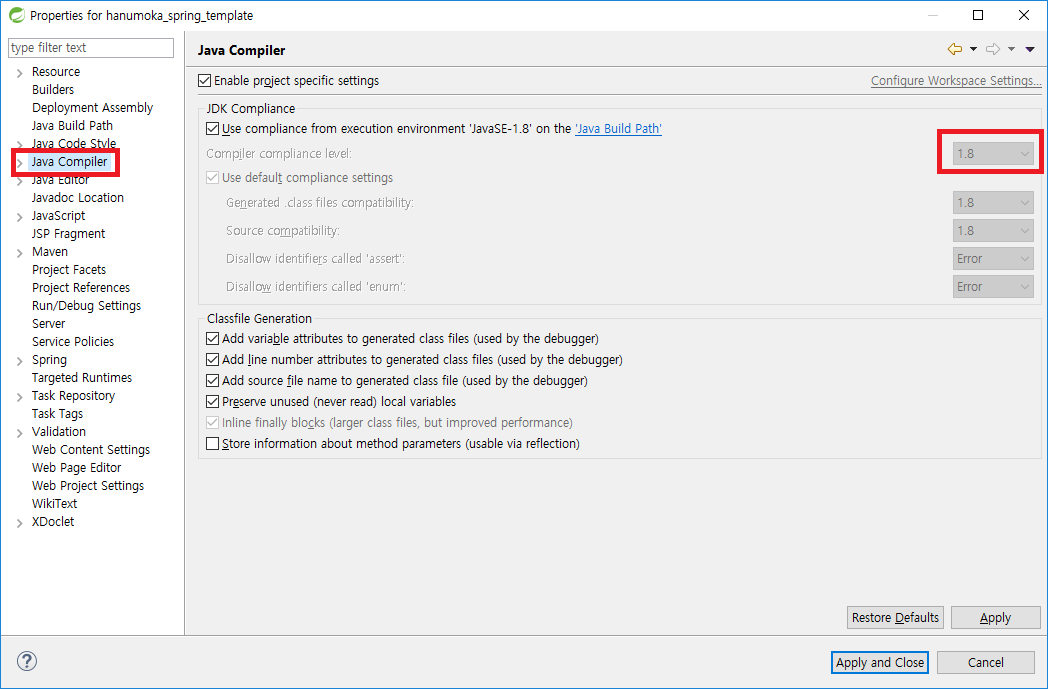 Properties for hanumoka_spring_template
type filter text
Resource
Builders
Deployment Assembly
Java Build Path
Java Code Style
Java Compiler
Java Editor
Javadoc Location
JavaScript
JSP Fragment
Maven
Project Facets
Project References
Run/Debug Settings
Server
Service Policies
Spring
Targeted Runtimes
Task Repository
Task Tags
Validation
Web Content Settings
Web Page Editor
Web Project Settings
WikiText
XDoclet
Java Compiler
Enable project specific settings
Configure Workspace Settings...
JDK Compliance
Use compliance from execution environment 'JavaSE-1.8' on the 'Java Build Path'
Compiler compliance level: 1.8
Use default compliance settings
Generated .class files compatibility: 1.8
Source compatibility: 1.8
Disallow identifiers called 'assert': Error
Disallow identifiers called 'enum': Error
Classfile Generation
Add variable attributes to generated class files (used by the debugger)
Add line number attributes to generated class files (used by the debugger)
Add source file name to generated class file (used by the debugger)
Preserve unused (never read) local variables
Inline finally blocks (larger class files, but improved performance)
Store information about method parameters (usable via reflection)
Restore Defaults
Apply
?
Apply and Close
Cancel